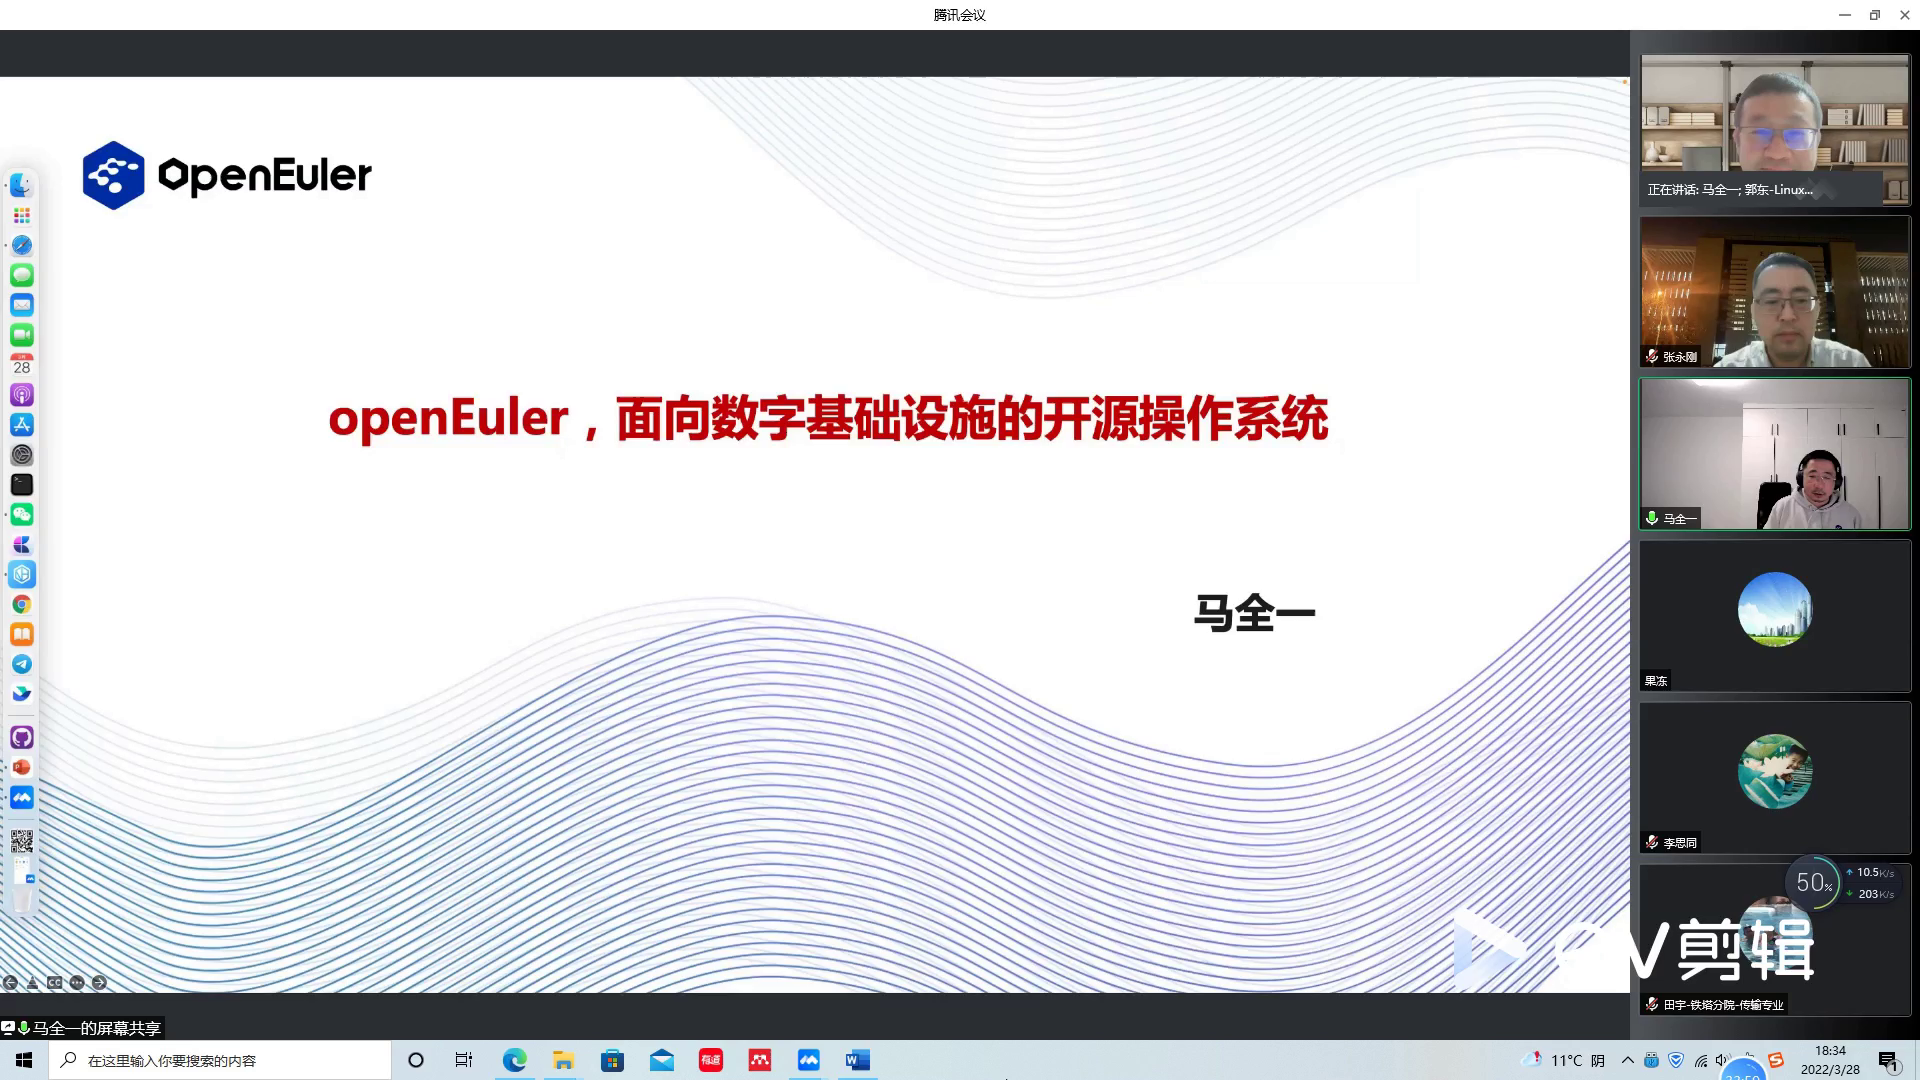 腾讯会议
OpenEuler
openEuler，面向数字基础设施的开源操作系统
马全一
28
正在讲话: 马全一; 郭东-Linux...
张永刚
马全一
果冻
李思同
50%
10.5K/s
203K/s
剪辑
田宇-铁塔分院-传输专业
马全一的屏幕共享
在这里输入你要搜索的内容
有道
11°C 阴
18:34
2022/3/28
1